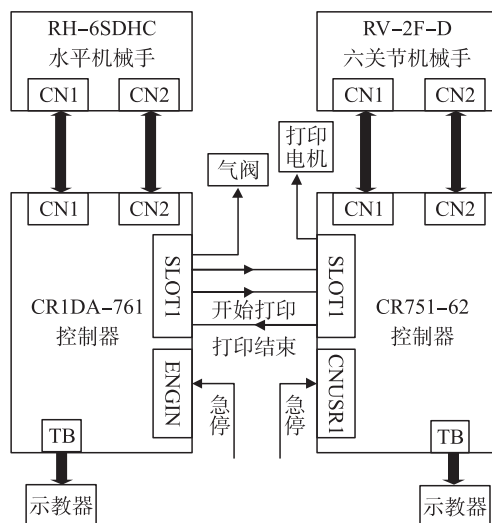 RH-6SDHC
水平机械手
CN1
CN2
RV-2F-D
六关节机械手
CN1
CN2
气阀
打印
电机
CN1
CN2
CN1
CN2
SLOT1
SLOT1
CR1DA-761
控制器
开始打印
打印结束
CR751-62
控制器
ENGIN
急停
急停
CNUSR1
TB
TB
示教器
示教器